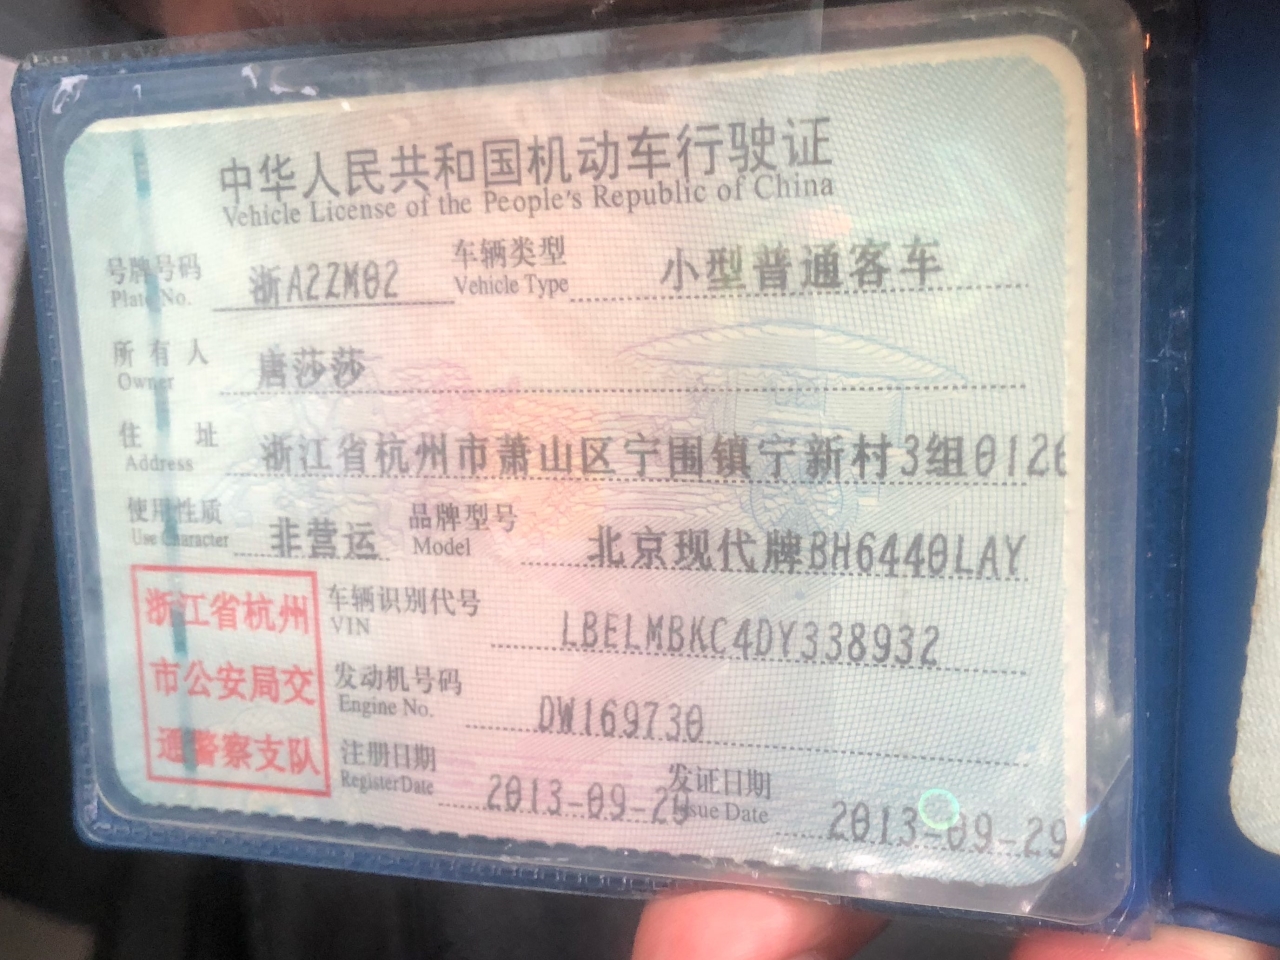 中华人民共和国机动车行驶证
Vehicle License of the People's Republic of China
号牌号码 浙A2ZM02 车辆类型 小型普通客车
Plate No. Vehicle Type
所有人 唐莎莎
Owner
住址 浙江省杭州市萧山区宁围镇宁新村3组0126
Address
使用性质 非营运 品牌型号 北京现代牌BH6440LAY
Use Character Model
浙江省杭州
市公安局交
通警察支队
车辆识别代号 LBELMBKC4DY338932
VIN
发动机号码 DW169730
Engine No.
注册日期 2013-09-29 发证日期 2013-09-29
Register Date Issue Date